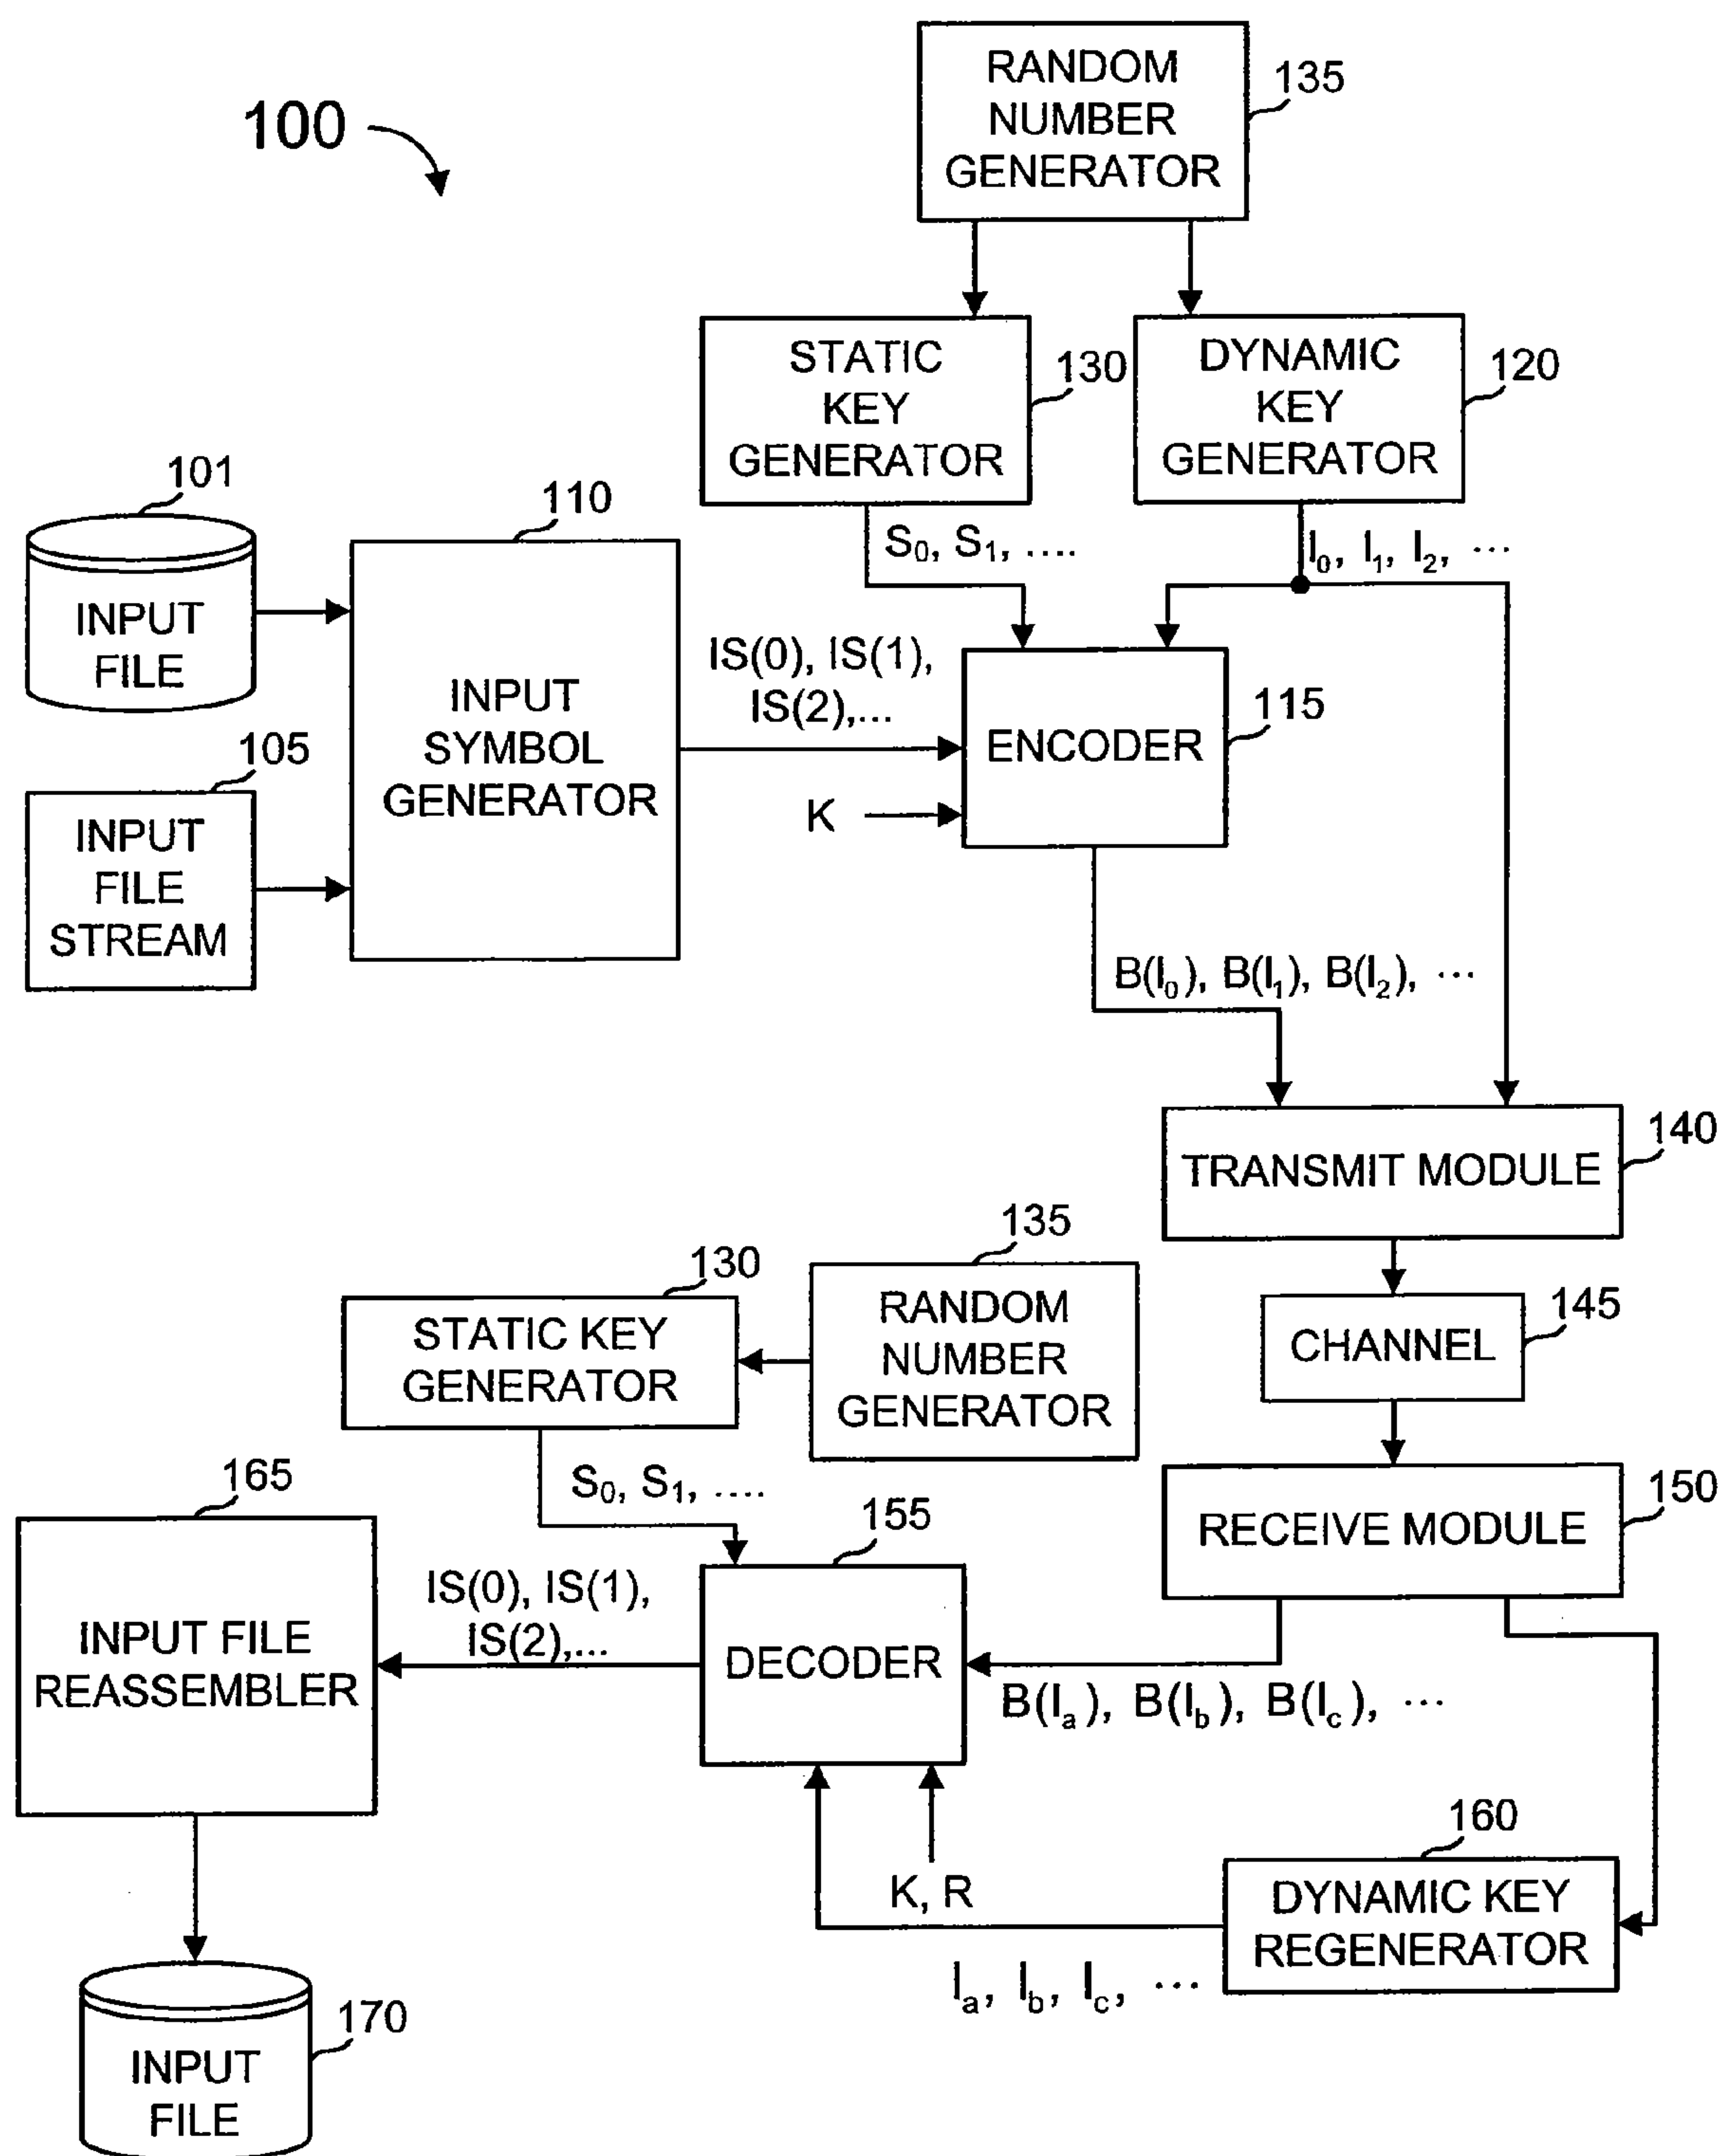 100
RANDOM
NUMBER
GENERATOR
135
STATIC
KEY
GENERATOR
130
DYNAMIC
KEY
GENERATOR
120
S₀, S₁, ....
I₀, I₁, I₂, ...
101
INPUT
FILE
105
INPUT
FILE
STREAM
110
INPUT
SYMBOL
GENERATOR
IS(0), IS(1),
IS(2),...
K
ENCODER
115
B(I₀), B(I₁), B(I₂), ...
TRANSMIT MODULE
140
CHANNEL
145
RECEIVE MODULE
150
135
RANDOM
NUMBER
GENERATOR
130
STATIC KEY
GENERATOR
S₀, S₁, ....
155
DECODER
B(Iₐ), B(I_b), B(I_c), ...
K, R
160
DYNAMIC KEY
REGENERATOR
Iₐ, I_b, I_c, ...
IS(0), IS(1),
IS(2),...
165
INPUT FILE
REASSEMBLER
170
INPUT
FILE